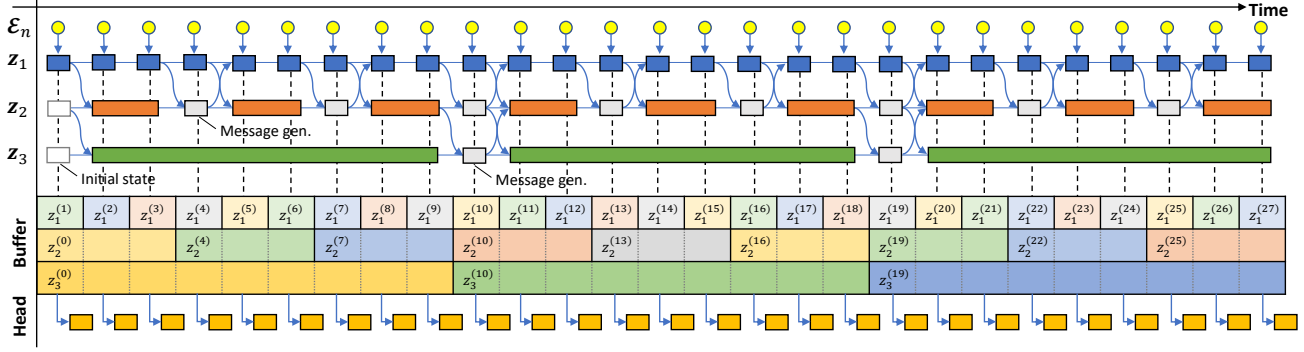 Time
ℰₙ
z₁
z₂
Message gen.
z₃
Initial state
Message gen.
Buffer
z₁⁽¹⁾ z₁⁽²⁾ z₁⁽³⁾ z₁⁽⁴⁾ z₁⁽⁵⁾ z₁⁽⁶⁾ z₁⁽⁷⁾ z₁⁽⁸⁾ z₁⁽⁹⁾ z₁⁽¹⁰⁾ z₁⁽¹¹⁾ z₁⁽¹²⁾ z₁⁽¹³⁾ z₁⁽¹⁴⁾ z₁⁽¹⁵⁾ z₁⁽¹⁶⁾ z₁⁽¹⁷⁾ z₁⁽¹⁸⁾ z₁⁽¹⁹⁾ z₁⁽²⁰⁾ z₁⁽²¹⁾ z₁⁽²²⁾ z₁⁽²³⁾ z₁⁽²⁴⁾ z₁⁽²⁵⁾ z₁⁽²⁶⁾ z₁⁽²⁷⁾
z₂⁽⁰⁾ z₂⁽⁴⁾ z₂⁽⁷⁾ z₂⁽¹⁰⁾ z₂⁽¹³⁾ z₂⁽¹⁶⁾ z₂⁽¹⁹⁾ z₂⁽²²⁾ z₂⁽²⁵⁾
z₃⁽⁰⁾ z₃⁽¹⁰⁾ z₃⁽¹⁹⁾
Head